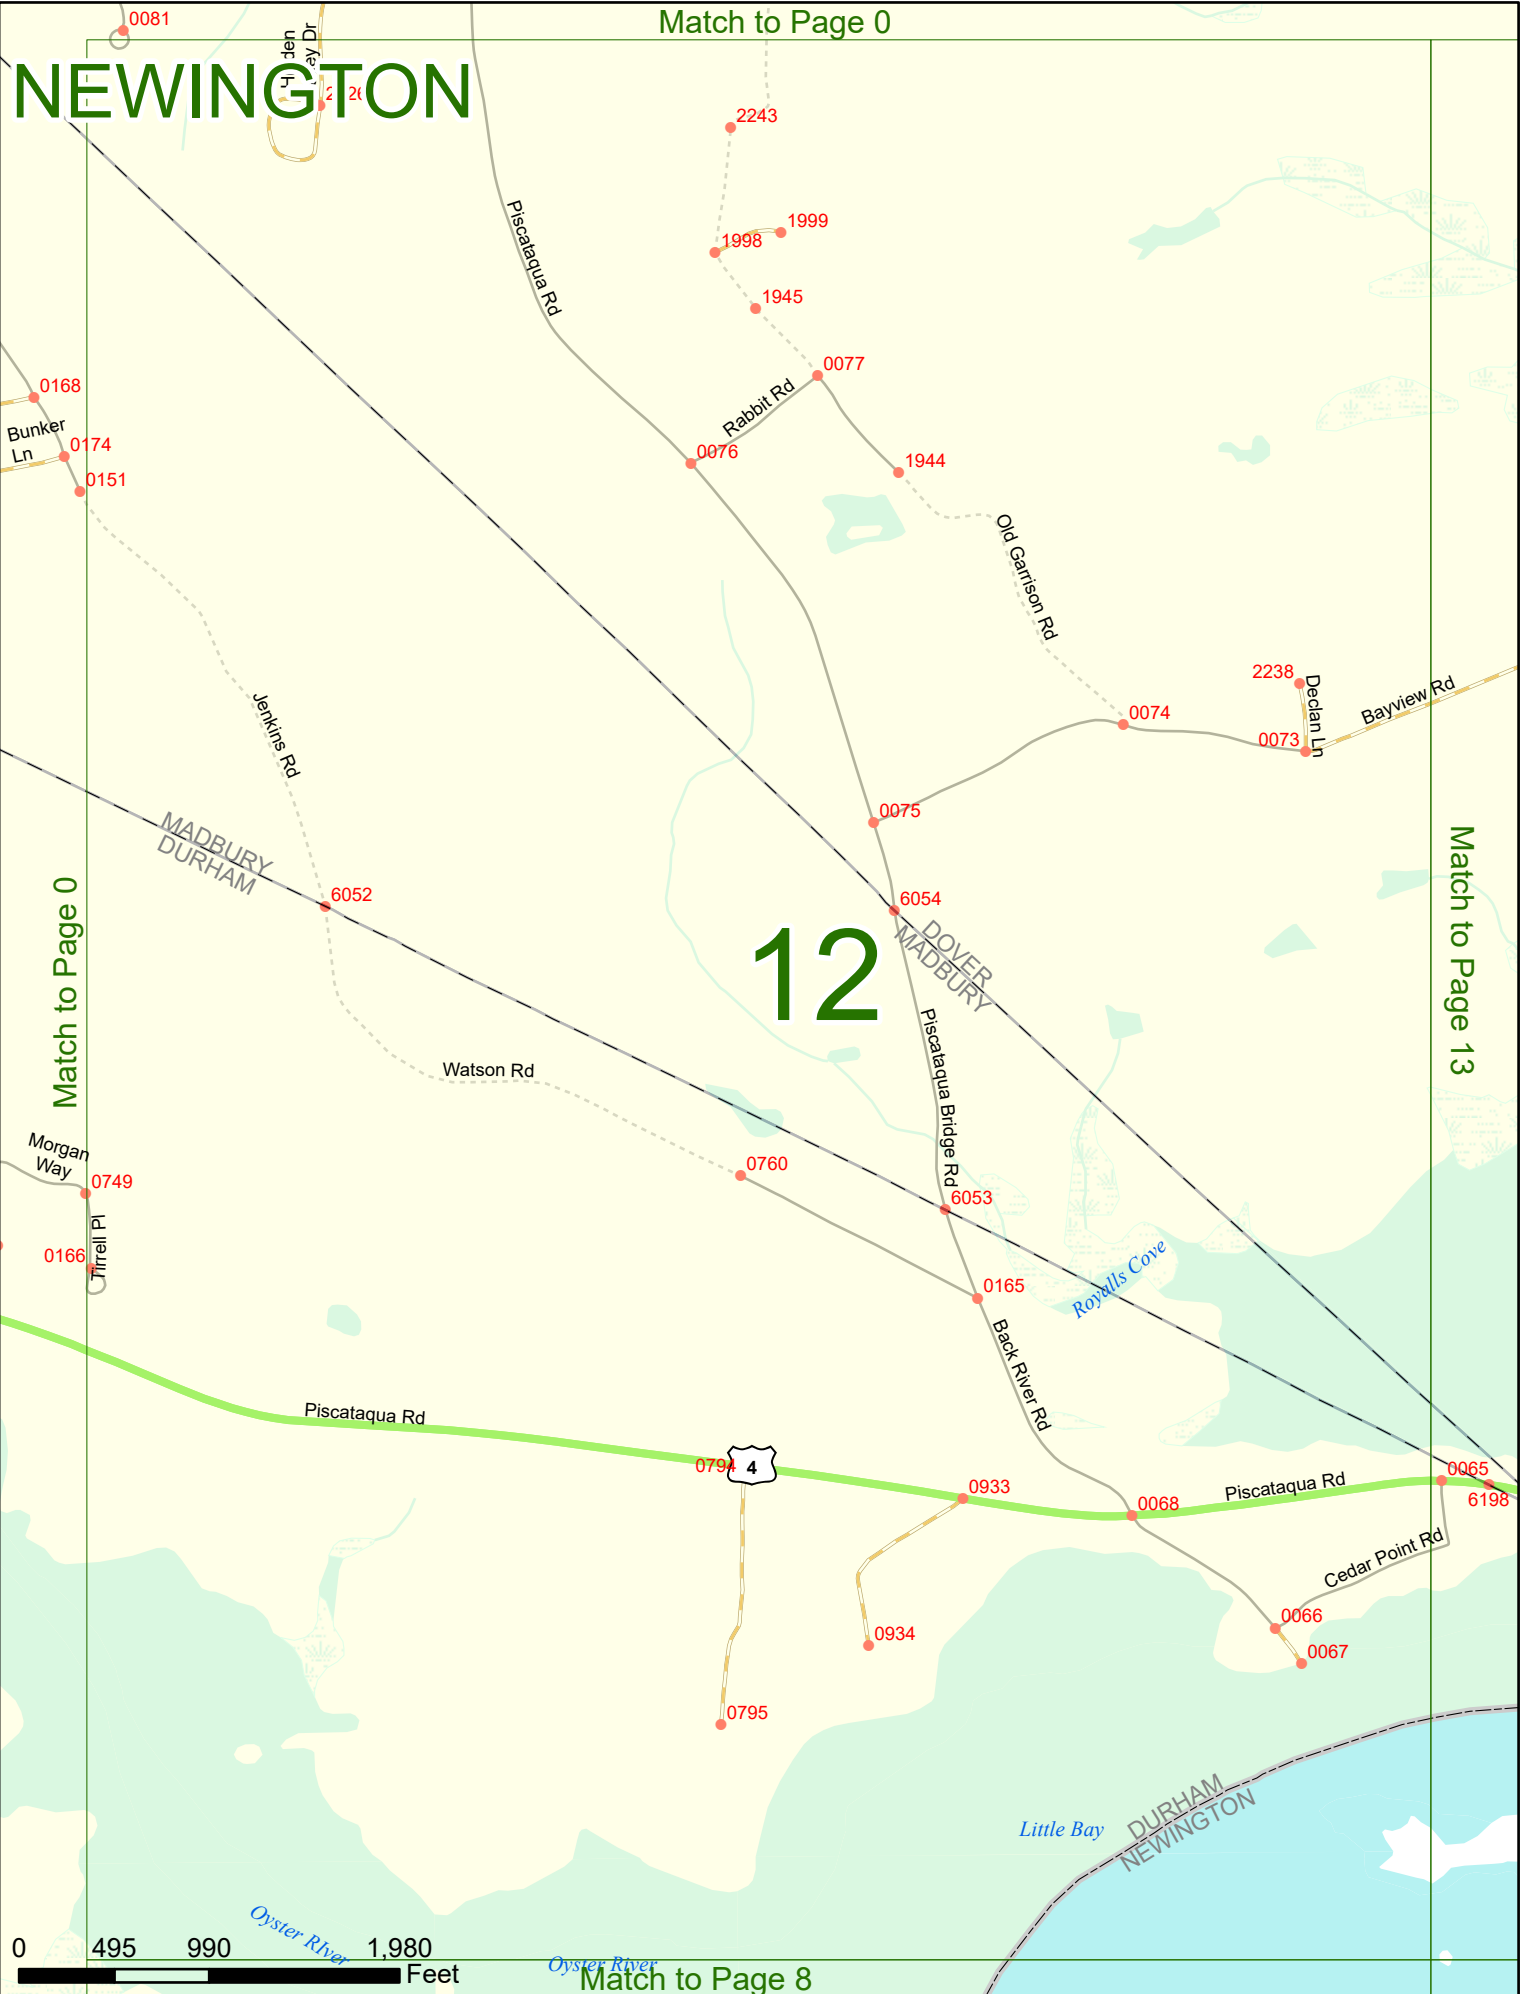 Match to Page 0
0081
NEWINGTON
2243
1999
1998
Piscataqua Rd
1945
0077
0168
Rabbit Rd
Bunker
Ln
0174
0076
1944
0151
Old Garrison Rd
2238
Declan Ln
Bayview Rd
Jenkins Rd
0074
0073
0075
MADBURY
DURHAM
Match to Page 0
6052
6054
12
DOVER
MADBURY
Match to Page 13
Piscataqua Bridge Rd
Watson Rd
Morgan
Way
0749
0760
6053
0166
Tirrell Pl
Royalls Cove
0165
Back River Rd
Piscataqua Rd
0794
4
0933
0068
Piscataqua Rd
0065
6198
Cedar Point Rd
0066
0934
0067
0795
Little Bay
DURHAM
NEWINGTON
Oyster RIver
Oyster River
0 495 990 1,980
Feet
Match to Page 8